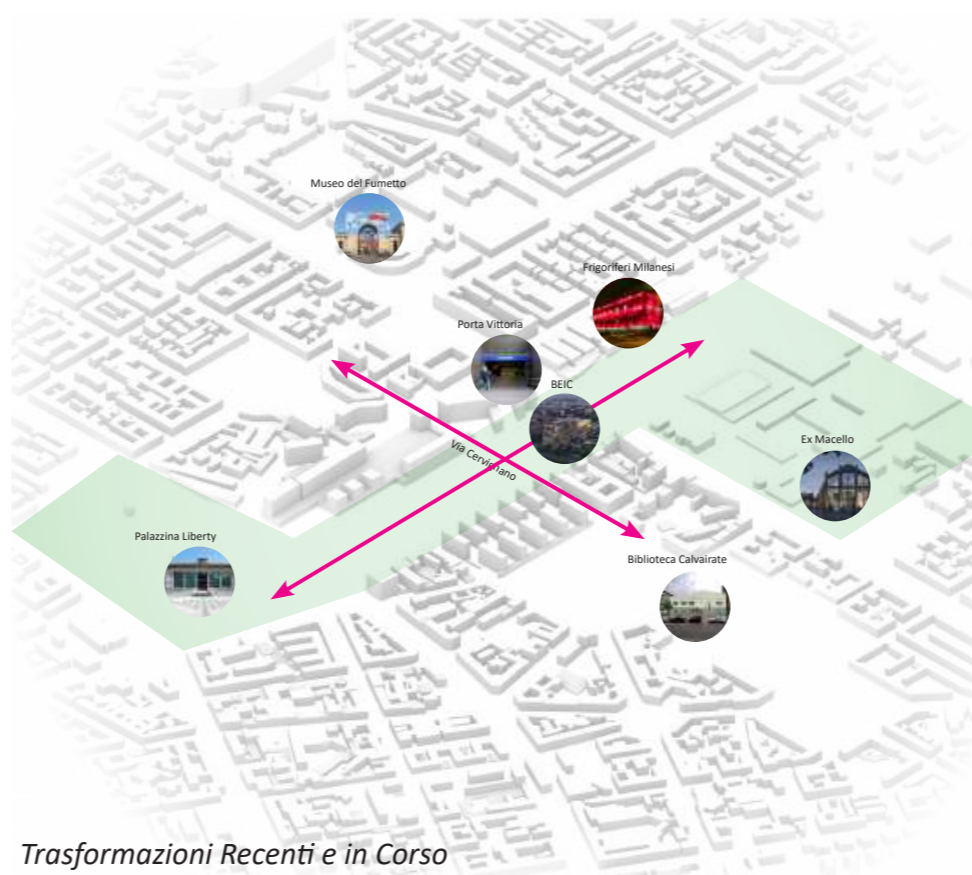 Museo del Fumetto
Frigoriferi Milanesi
Porta Vittoria
BEIC
Via Cervignano
Ex Macello
Palazzina Liberty
Biblioteca Calvairate
Trasformazioni Recenti e in Corso